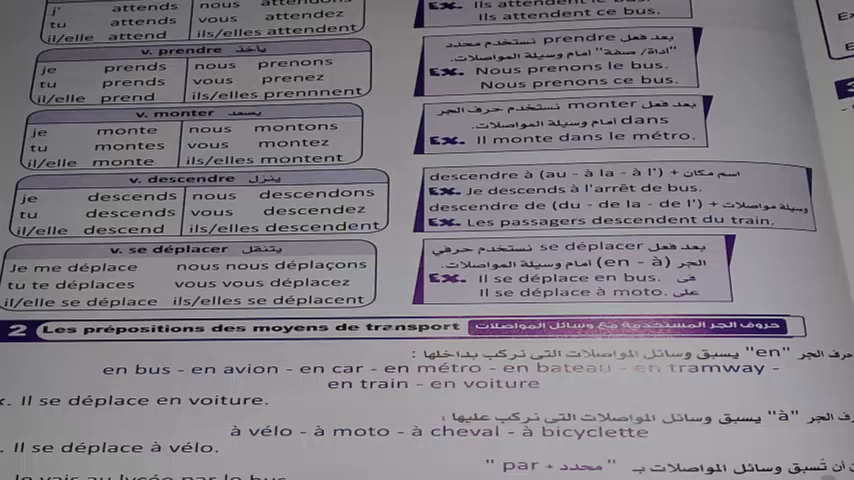 j' attends nous attendons
tu attends vous attendez
il/elle attend ils/elles attendent
EX. Ils attendent le bus.
Ils attendent ce bus.
v. prendre يأخذ
je prends nous prenons
tu prends vous prenez
il/elle prend ils/elles prennnent
بعد فعل prendre نستخدم محدد
"أداة/ صفة" أمام وسيلة المواصلات.
EX. Nous prenons le bus.
Nous prenons ce bus.
v. monter يصعد
je monte nous montons
tu montes vous montez
il/elle monte ils/elles montent
بعد فعل monter نستخدم حرف الجر
dans أمام وسيلة المواصلات.
EX. Il monte dans le métro.
v. descendre ينزل
je descends nous descendons
tu descends vous descendez
il/elle descend ils/elles descendent
descendre à (au - à la - à l') + اسم مكان
EX. Je descends à l'arrêt de bus.
descendre de (du - de la - de l') + وسيلة مواصلات
EX. Les passagers descendent du train.
v. se déplacer يتنقل
Je me déplace nous nous déplaçons
tu te déplaces vous vous déplacez
il/elle se déplace ils/elles se déplacent
بعد فعل se déplacer نستخدم حرفي
الجر (en - à) أمام وسيلة المواصلات.
EX. Il se déplace en bus. فى
Il se déplace à moto. على
2 Les prépositions des moyens de transport حروف الجر المستخدمة مع وسائل المواصلات
حرف الجر "en" يسبق وسائل المواصلات التى نركب بداخلها :
en bus - en avion - en car - en métro - en bateau - en tramway -
en train - en voiture
x. Il se déplace en voiture.
الجر "à" يسبق وسائل المواصلات التى نركب عليها :
à vélo - à moto - à cheval - à bicyclette
. Il se déplace à vélo.
أن تُسبق وسائل المواصلات بـ " par + محدد "
Je vais au lycée par le bus